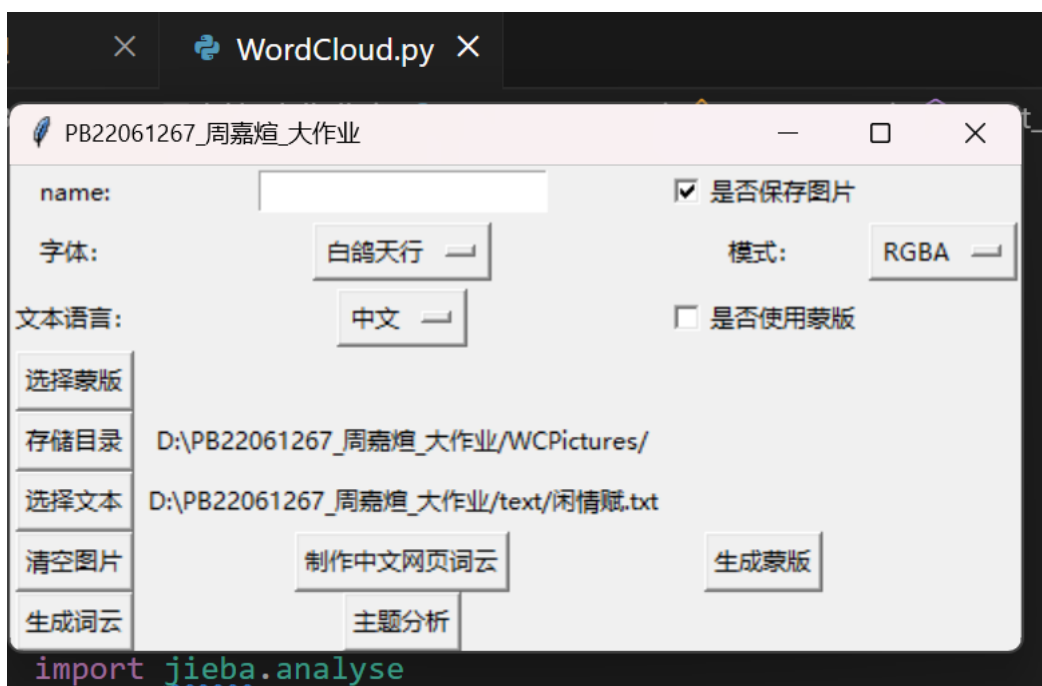 WordCloud.py
PB22061267_周嘉煊_大作业
name: 是否保存图片
字体: 白鸽天行 模式: RGBA
文本语言: 中文 是否使用蒙版
选择蒙版
存储目录 D:\PB22061267_周嘉煊_大作业/WCPictures/
选择文本 D:\PB22061267_周嘉煊_大作业/text/闲情赋.txt
清空图片 制作中文网页词云 生成蒙版
生成词云 主题分析
import jieba.analyse